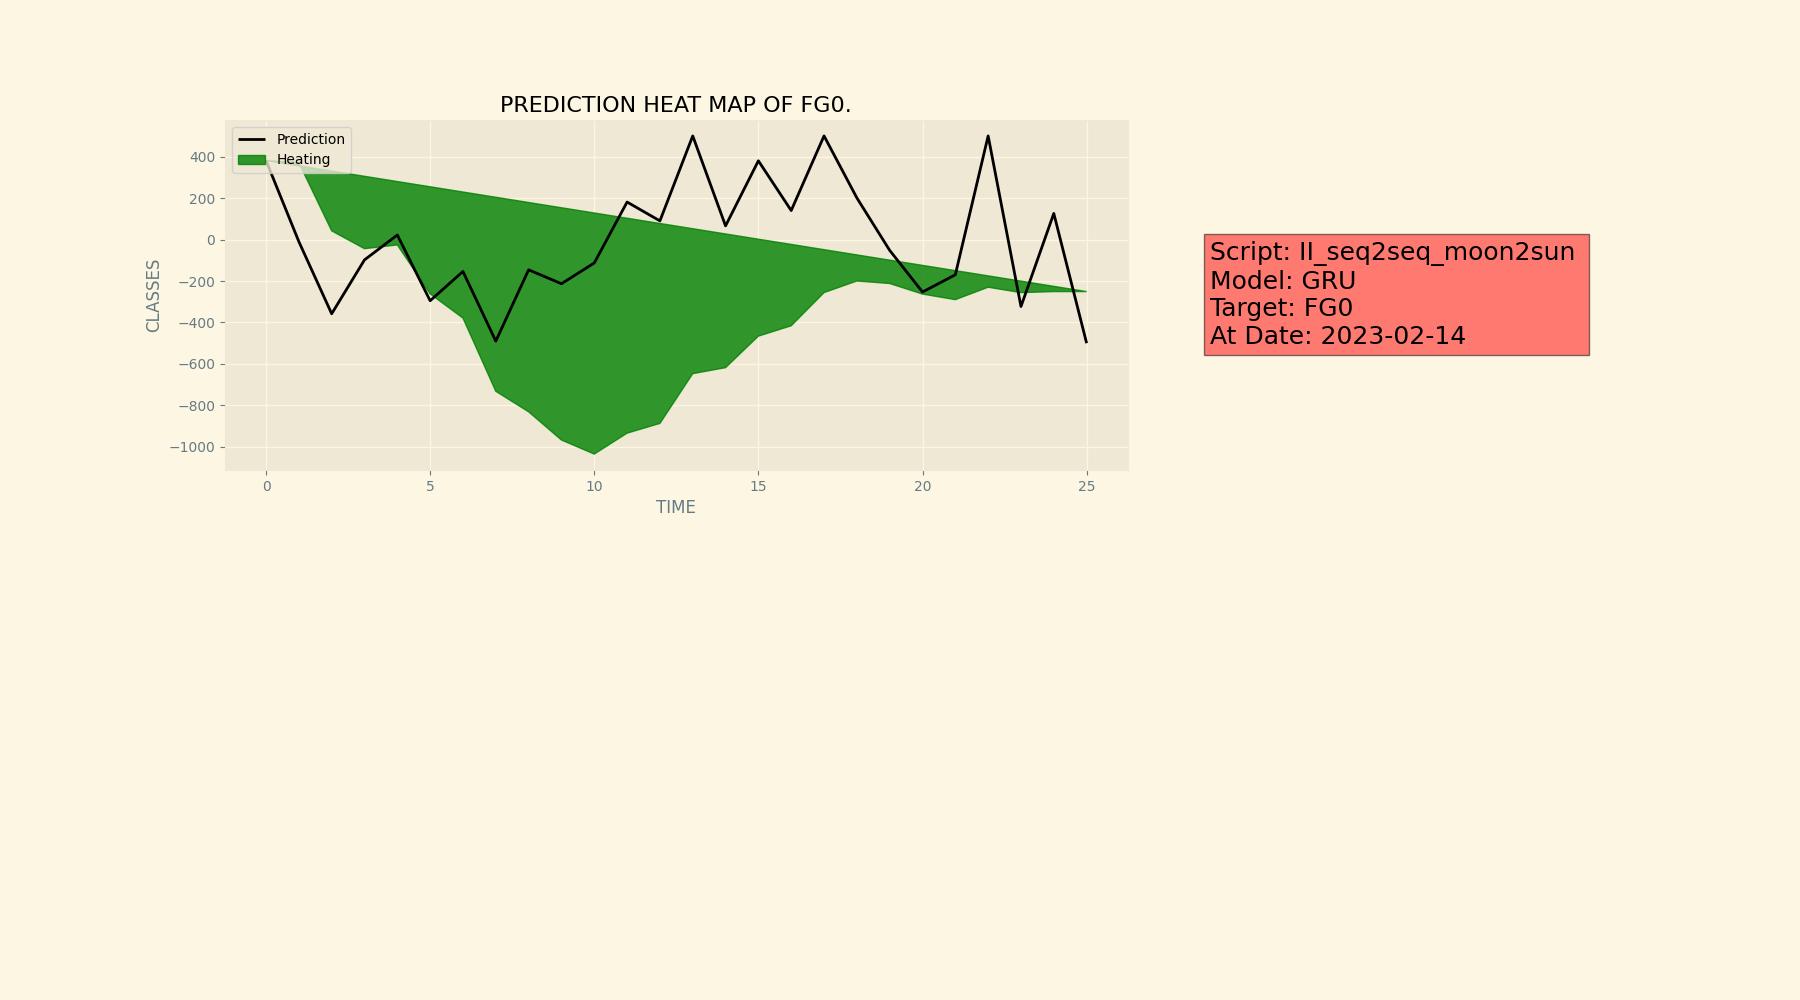 PREDICTION HEAT MAP OF FG0.
Prediction
Heating
400
200
0
−200
−400
−600
−800
−1000
CLASSES
0 5 10 15 20 25
TIME
Script: II_seq2seq_moon2sun
Model: GRU
Target: FG0
At Date: 2023-02-14